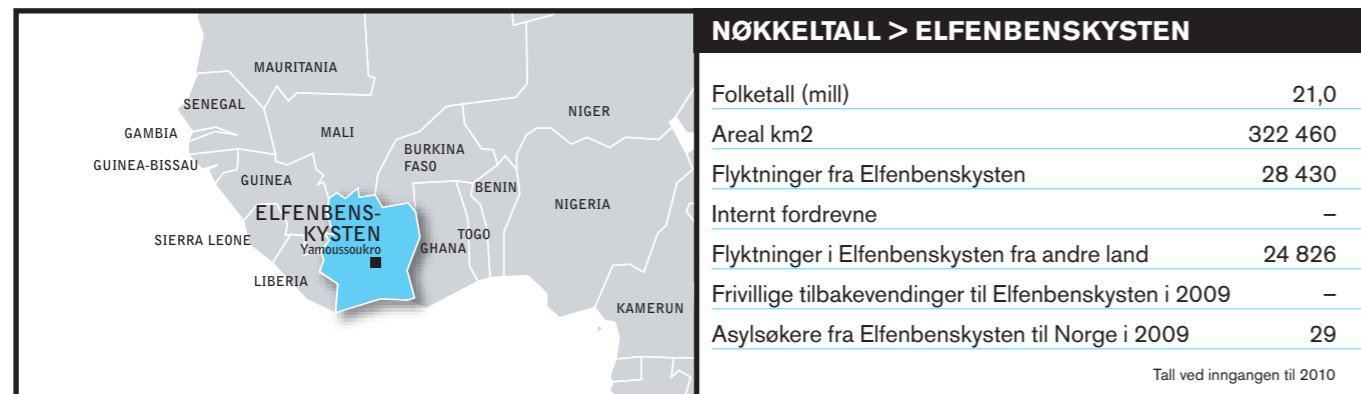 MAURITANIA
SENEGAL
GAMBIA
MALI
NIGER
GUINEA-BISSAU
BURKINA
FASO
GUINEA
BENIN
NIGERIA
ELFENBENS-
KYSTEN
Yamoussoukro
SIERRA LEONE
GHANA
TOGO
LIBERIA
KAMERUN
NØKKELTALL > ELFENBENSKYSTEN
Folketall (mill) 21,0
Areal km2 322 460
Flyktninger fra Elfenbenskysten 28 430
Internt fordrevne –
Flyktninger i Elfenbenskysten fra andre land 24 826
Frivillige tilbakevendinger til Elfenbenskysten i 2009 –
Asylsøkere fra Elfenbenskysten til Norge i 2009 29
Tall ved inngangen til 2010